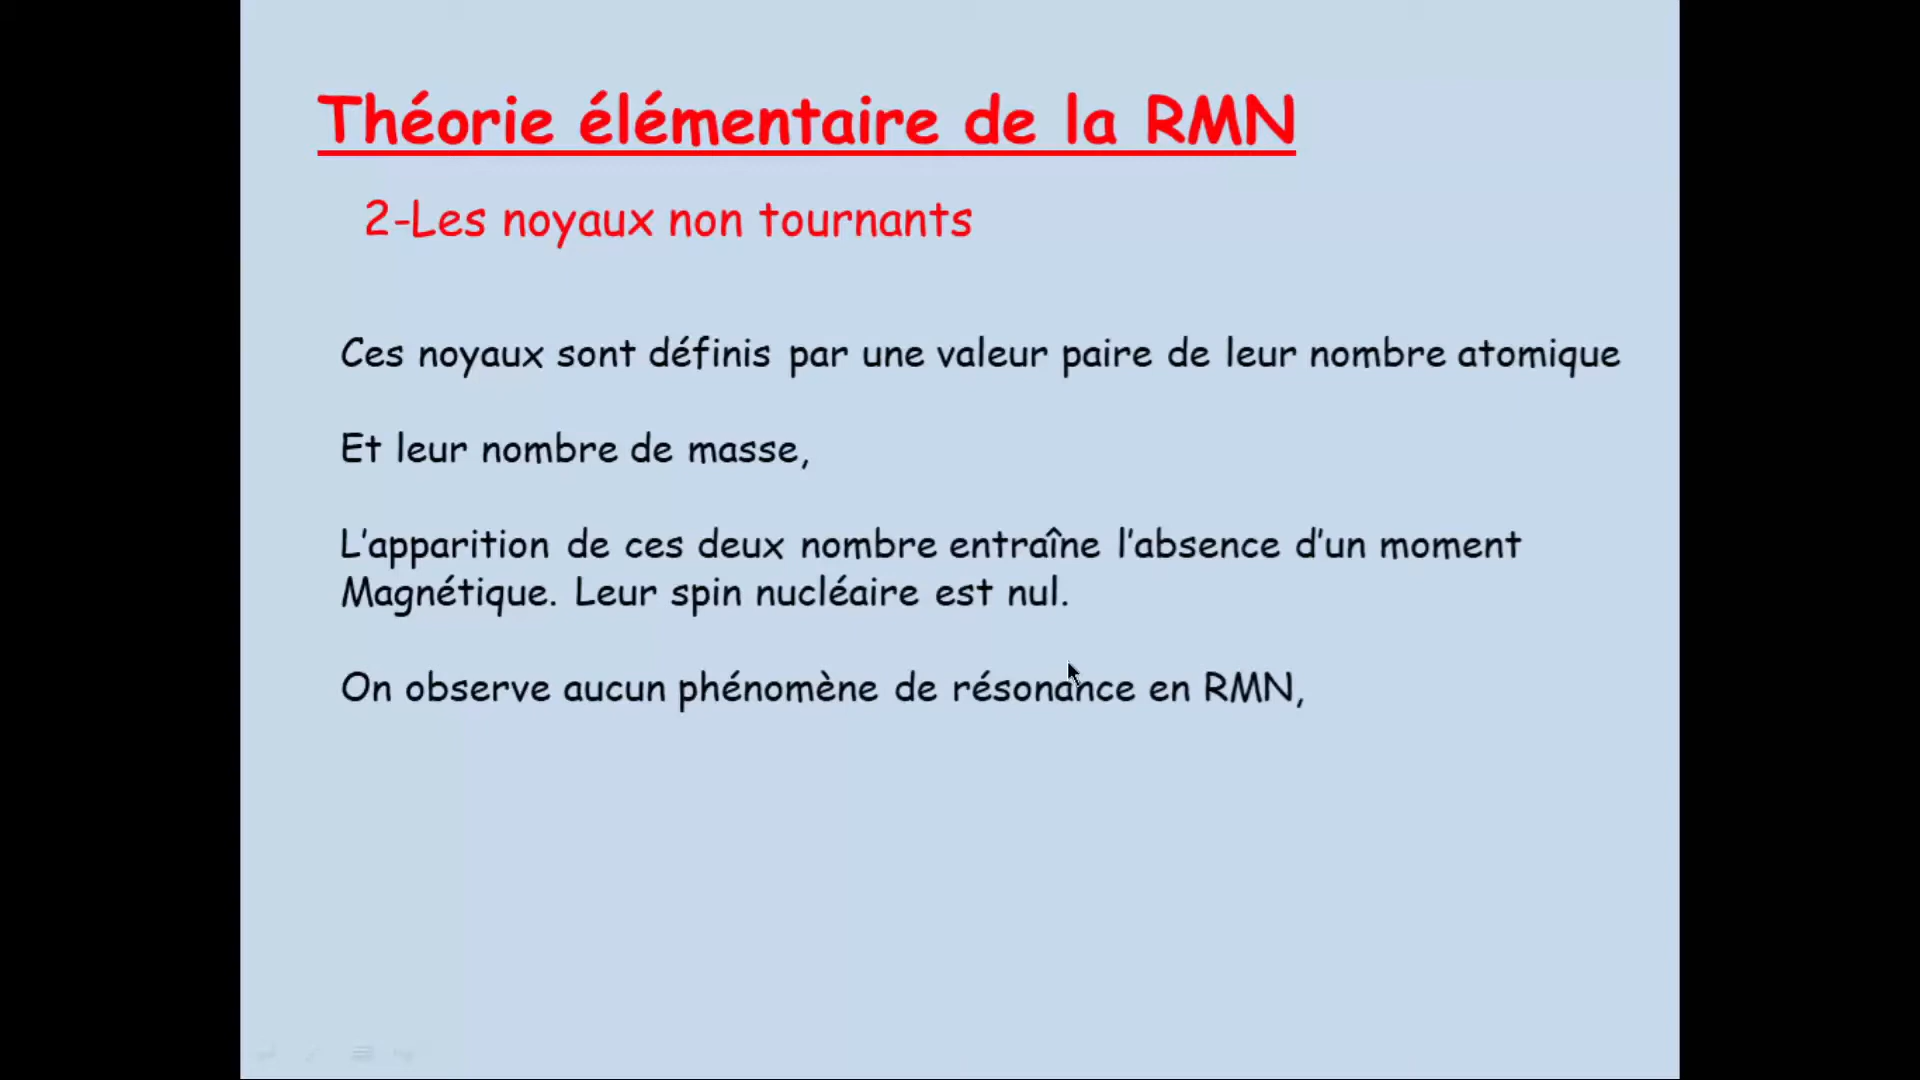 Théorie élémentaire de la RMN
2-Les noyaux non tournants
Ces noyaux sont définis par une valeur paire de leur nombre atomique
Et leur nombre de masse,
L'apparition de ces deux nombre entraîne l'absence d'un moment
Magnétique. Leur spin nucléaire est nul.
On observe aucun phénomène de résonance en RMN,